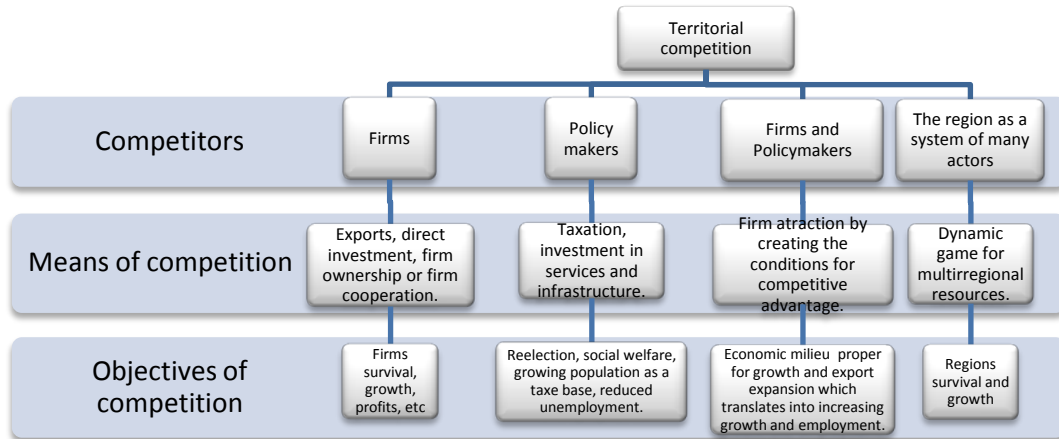 Territorial
competition
Competitors
Firms
Policy
makers
Firms and
Policymakers
The region as a
system of many
actors
Means of competition
Exports, direct
investment, firm
ownership or firm
cooperation.
Taxation,
investment in
services and
infrastructure.
Firm atraction by
creating the
conditions for
competitive
advantage.
Dynamic
game for
multirregional
resources.
Objectives of
competition
Firms
survival,
growth,
profits, etc
Reelection, social welfare,
growing population as a
taxe base, reduced
unemployment.
Economic milieu proper
for growth and export
expansion which
translates into increasing
growth and employment.
Regions
survival and
growth